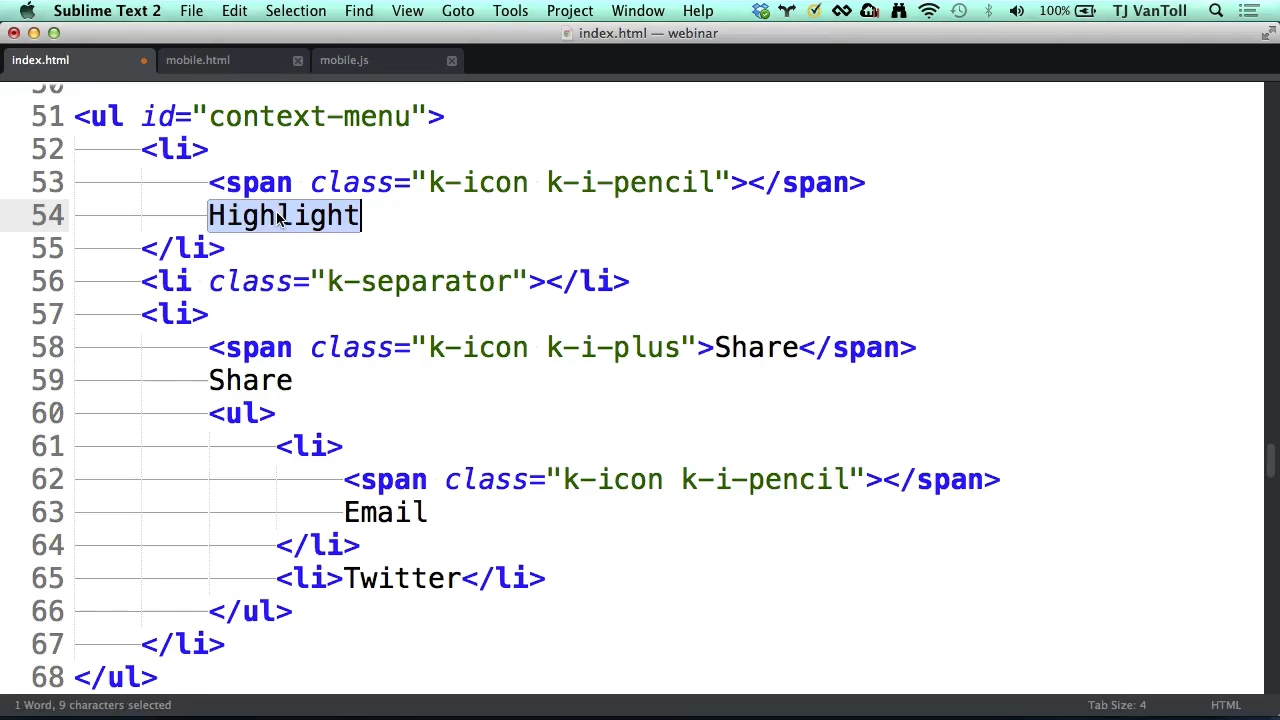 Sublime Text 2 File Edit Selection Find View Goto Tools Project Window Help 100% TJ VanToll
index.html — webinar
index.html mobile.html mobile.js
50
51 <ul id="context-menu">
52 <li>
53 <span class="k-icon k-i-pencil"></span>
54 Highlight
55 </li>
56 <li class="k-separator"></li>
57 <li>
58 <span class="k-icon k-i-plus">Share</span>
59 Share
60 <ul>
61 <li>
62 <span class="k-icon k-i-pencil"></span>
63 Email
64 </li>
65 <li>Twitter</li>
66 </ul>
67 </li>
68 </ul>
1 Word, 9 characters selected Tab Size: 4 HTML